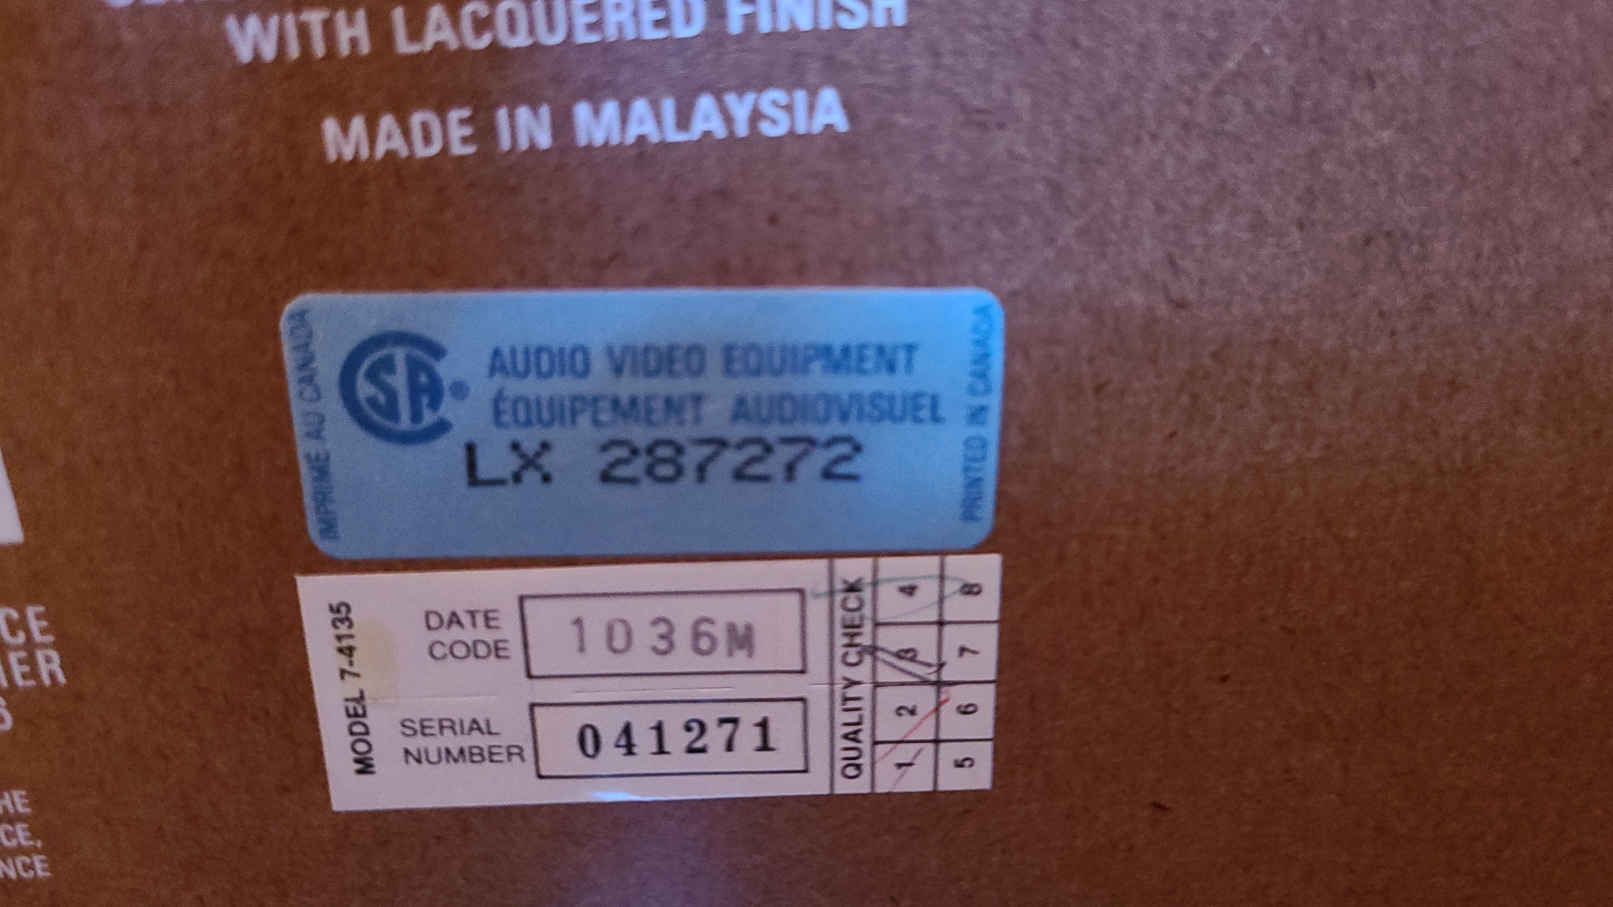 WITH LACQUERED FINISH
MADE IN MALAYSIA
IMPRIMÉ AU CANADA
CSA®
AUDIO VIDEO EQUIPMENT
ÉQUIPEMENT AUDIOVISUEL
LX 287272
PRINTED IN CANADA
MODEL 7-4135
DATE CODE
1036M
SERIAL NUMBER
041271
QUALITY CHECK
1 2 3 4
5 6 7 8
CE
S
HE
CE,
NCE